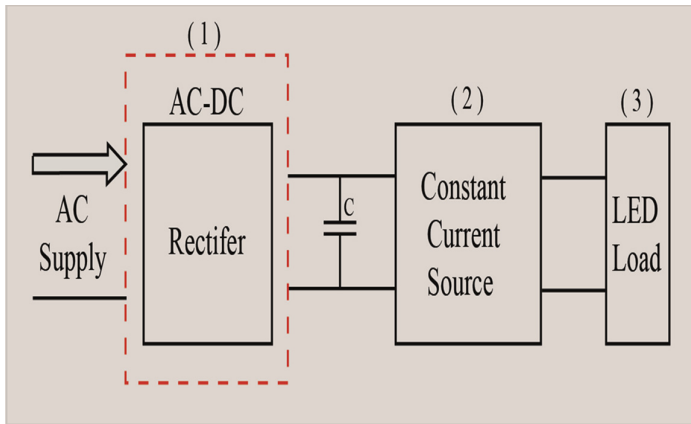 (1)
AC-DC
Rectifer
AC
Supply
C
(2)
Constant
Current
Source
(3)
LED
Load